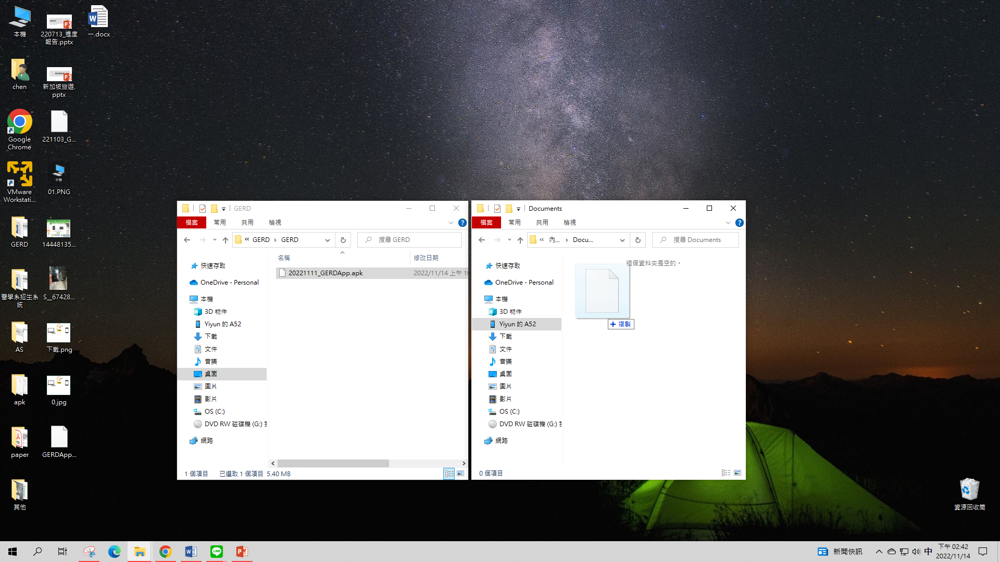 本機
220713_進度
報告.pptx
一.docx
chen
新加坡旅遊.
pptx
Google
Chrome
221103_G...
VMware
Workstati...
01.PNG
GERD
14448135...
醫學系招生系
統
S__67428...
AS
下載.png
apk
0.jpg
paper
GERDApp...
其他
GERD
檔案
常用
共用
檢視
« GERD › GERD
搜尋 GERD
名稱
修改日期
20221111_GERDApp.apk
2022/11/14 上午 10
快速存取
OneDrive - Personal
本機
3D 物件
Yiyun 的 A52
下載
文件
音樂
桌面
圖片
影片
OS (C:)
DVD RW 磁碟機 (G:)
網路
1 個項目
已選取 1 個項目 5.40 MB
Documents
檔案
常用
共用
檢視
« 內... › Docu...
搜尋 Documents
這個資料夾是空的。
+ 複製
快速存取
OneDrive - Personal
本機
3D 物件
Yiyun 的 A52
下載
文件
音樂
桌面
圖片
影片
OS (C:)
DVD RW 磁碟機 (G:)
網路
0 個項目
資源回收筒
新聞快訊
中
下午 02:42
2022/11/14